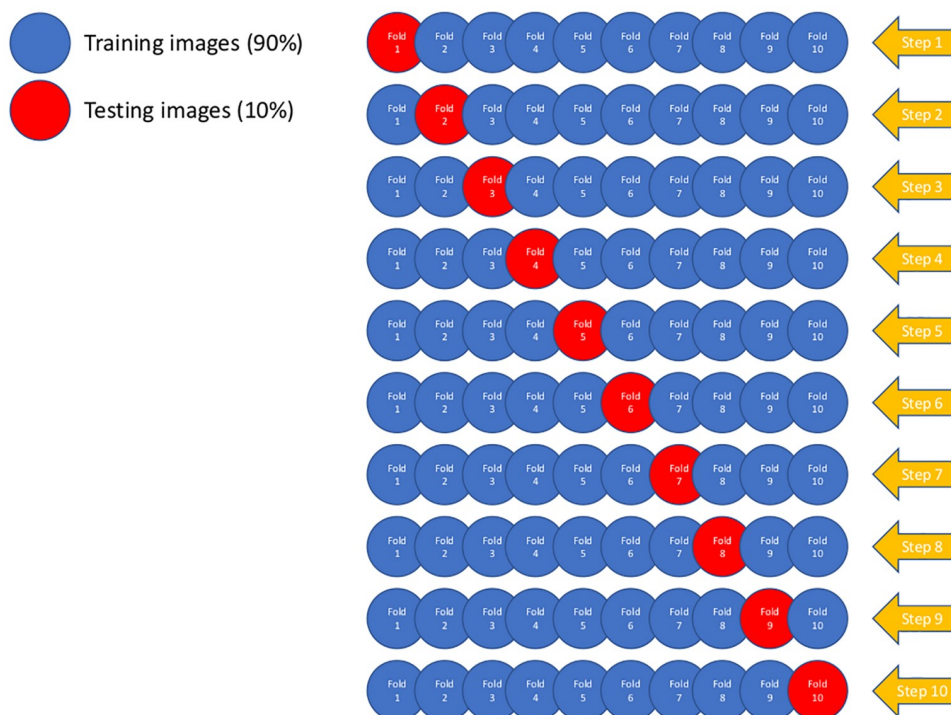 Training images (90%)
Testing images (10%)
Fold 1 Fold 2 Fold 3 Fold 4 Fold 5 Fold 6 Fold 7 Fold 8 Fold 9 Fold 10 Step 1
Fold 1 Fold 2 Fold 3 Fold 4 Fold 5 Fold 6 Fold 7 Fold 8 Fold 9 Fold 10 Step 2
Fold 1 Fold 2 Fold 3 Fold 4 Fold 5 Fold 6 Fold 7 Fold 8 Fold 9 Fold 10 Step 3
Fold 1 Fold 2 Fold 3 Fold 4 Fold 5 Fold 6 Fold 7 Fold 8 Fold 9 Fold 10 Step 4
Fold 1 Fold 2 Fold 3 Fold 4 Fold 5 Fold 6 Fold 7 Fold 8 Fold 9 Fold 10 Step 5
Fold 1 Fold 2 Fold 3 Fold 4 Fold 5 Fold 6 Fold 7 Fold 8 Fold 9 Fold 10 Step 6
Fold 1 Fold 2 Fold 3 Fold 4 Fold 5 Fold 6 Fold 7 Fold 8 Fold 9 Fold 10 Step 7
Fold 1 Fold 2 Fold 3 Fold 4 Fold 5 Fold 6 Fold 7 Fold 8 Fold 9 Fold 10 Step 8
Fold 1 Fold 2 Fold 3 Fold 4 Fold 5 Fold 6 Fold 7 Fold 8 Fold 9 Fold 10 Step 9
Fold 1 Fold 2 Fold 3 Fold 4 Fold 5 Fold 6 Fold 7 Fold 8 Fold 9 Fold 10 Step 10